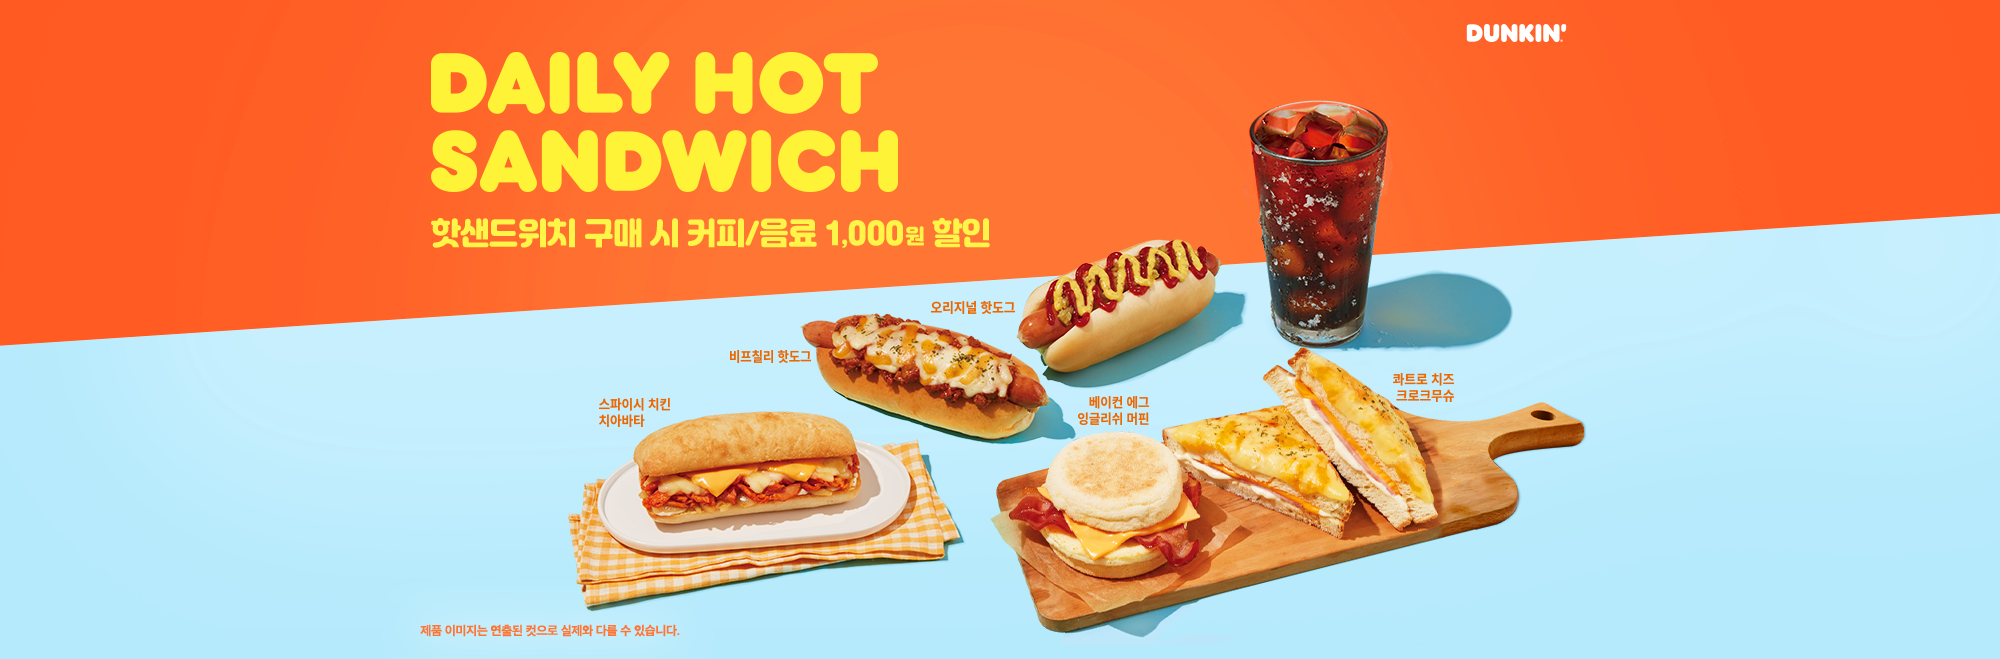 DUNKIN'
DAILY HOT
SANDWICH
핫샌드위치 구매 시 커피/음료 1,000원 할인
오리지널 핫도그
비프칠리 핫도그
스파이시 치킨
치아바타
베이컨 에그
잉글리쉬 머핀
콰트로 치즈
크로크무슈
제품 이미지는 연출된 컷으로 실제와 다를 수 있습니다.